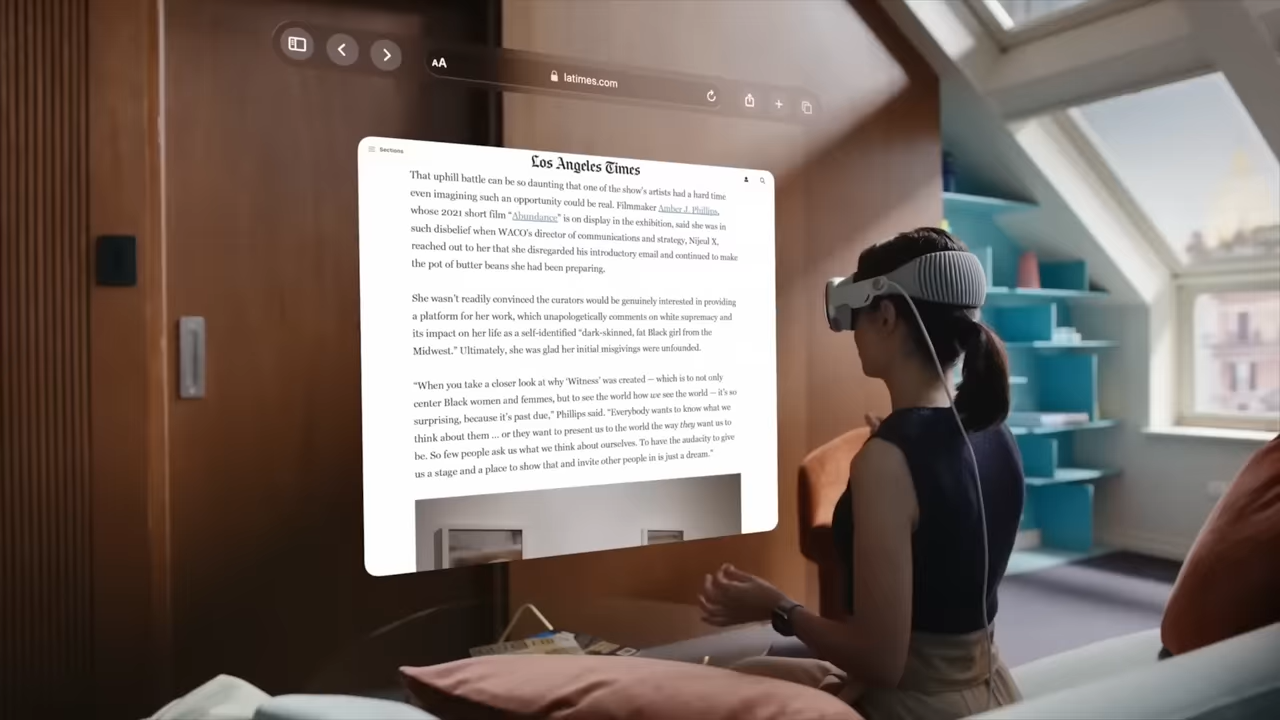 AA
latimes.com
Sections
Los Angeles Times
That uphill battle can be so daunting that one of the show's artists had a hard time
even imagining such an opportunity could be real. Filmmaker Amber J. Phillips,
whose 2021 short film “Abundance” is on display in the exhibition, said she was in
such disbelief when WACO's director of communications and strategy, Nijeul X,
reached out to her that she disregarded his introductory email and continued to make
the pot of butter beans she had been preparing.
She wasn't readily convinced the curators would be genuinely interested in providing
a platform for her work, which unapologetically comments on white supremacy and
its impact on her life as a self-identified “dark-skinned, fat Black girl from the
Midwest.” Ultimately, she was glad her initial misgivings were unfounded.
“When you take a closer look at why ‘Witness’ was created — which is to not only
center Black women and femmes, but to see the world how we see the world — it's so
surprising, because it's past due,” Phillips said. “Everybody wants to know what we
think about them ... or they want to present us to the world the way they want us to
be. So few people ask us what we think about ourselves. To have the audacity to give
us a stage and a place to show that and invite other people in is just a dream.”